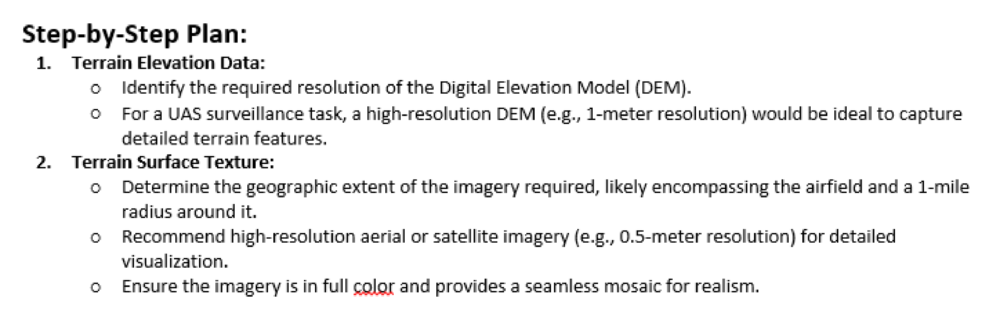 Step-by-Step Plan:
1. Terrain Elevation Data:
o Identify the required resolution of the Digital Elevation Model (DEM).
o For a UAS surveillance task, a high-resolution DEM (e.g., 1-meter resolution) would be ideal to capture
detailed terrain features.
2. Terrain Surface Texture:
o Determine the geographic extent of the imagery required, likely encompassing the airfield and a 1-mile
radius around it.
o Recommend high-resolution aerial or satellite imagery (e.g., 0.5-meter resolution) for detailed
visualization.
o Ensure the imagery is in full color and provides a seamless mosaic for realism.